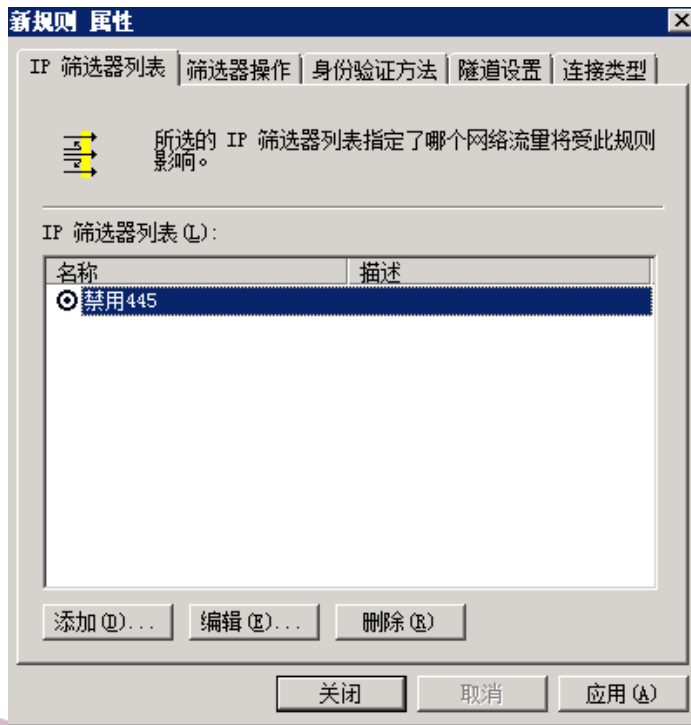 新规则 属性
IP 筛选器列表 筛选器操作 身份验证方法 隧道设置 连接类型
所选的 IP 筛选器列表指定了哪个网络流量将受此规则
影响。
IP 筛选器列表(L):
名称 描述
禁用445
添加(D)... 编辑(E)... 删除(R)
关闭 取消 应用(A)